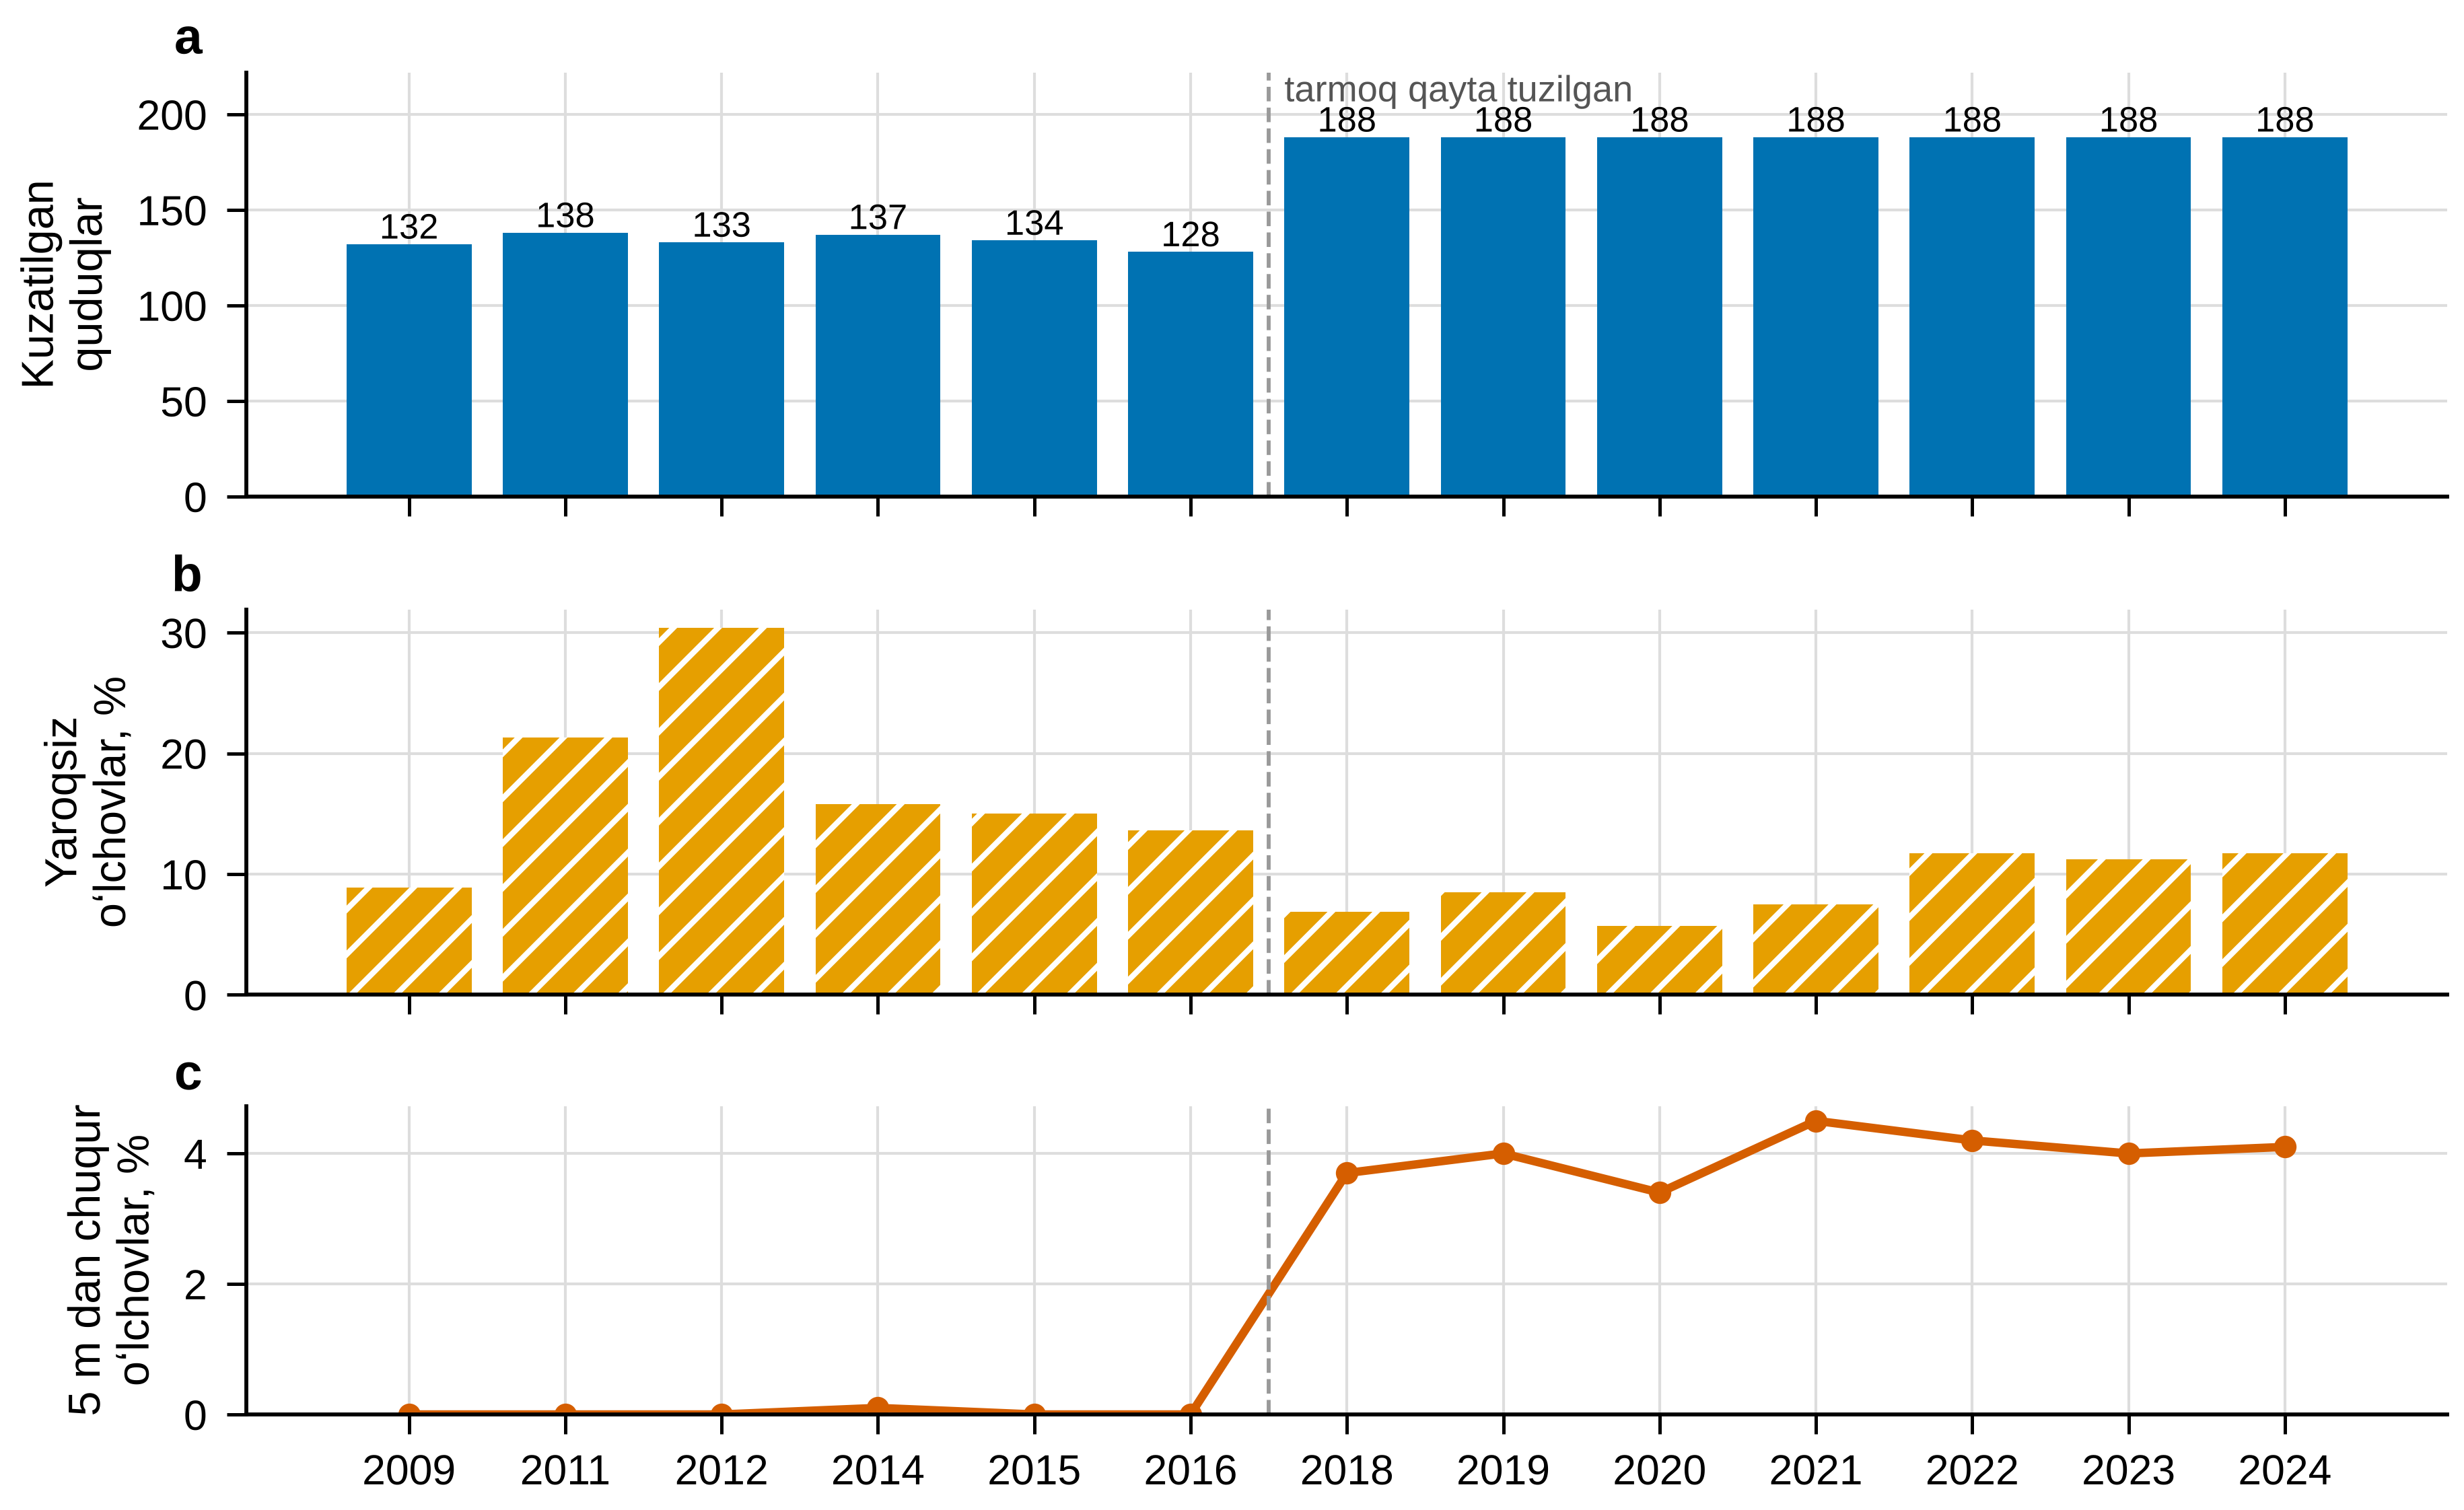 a
Kuzatilgan
quduqlar
200
150
100
50
0
tarmoq qayta tuzilgan
132
138
133
137
134
128
188
188
188
188
188
188
188
b
Yaroqsiz
o‘lchovlar, %
30
20
10
0
c
5 m dan chuqur
o‘lchovlar, %
4
2
0
2009 2011 2012 2014 2015 2016 2018 2019 2020 2021 2022 2023 2024